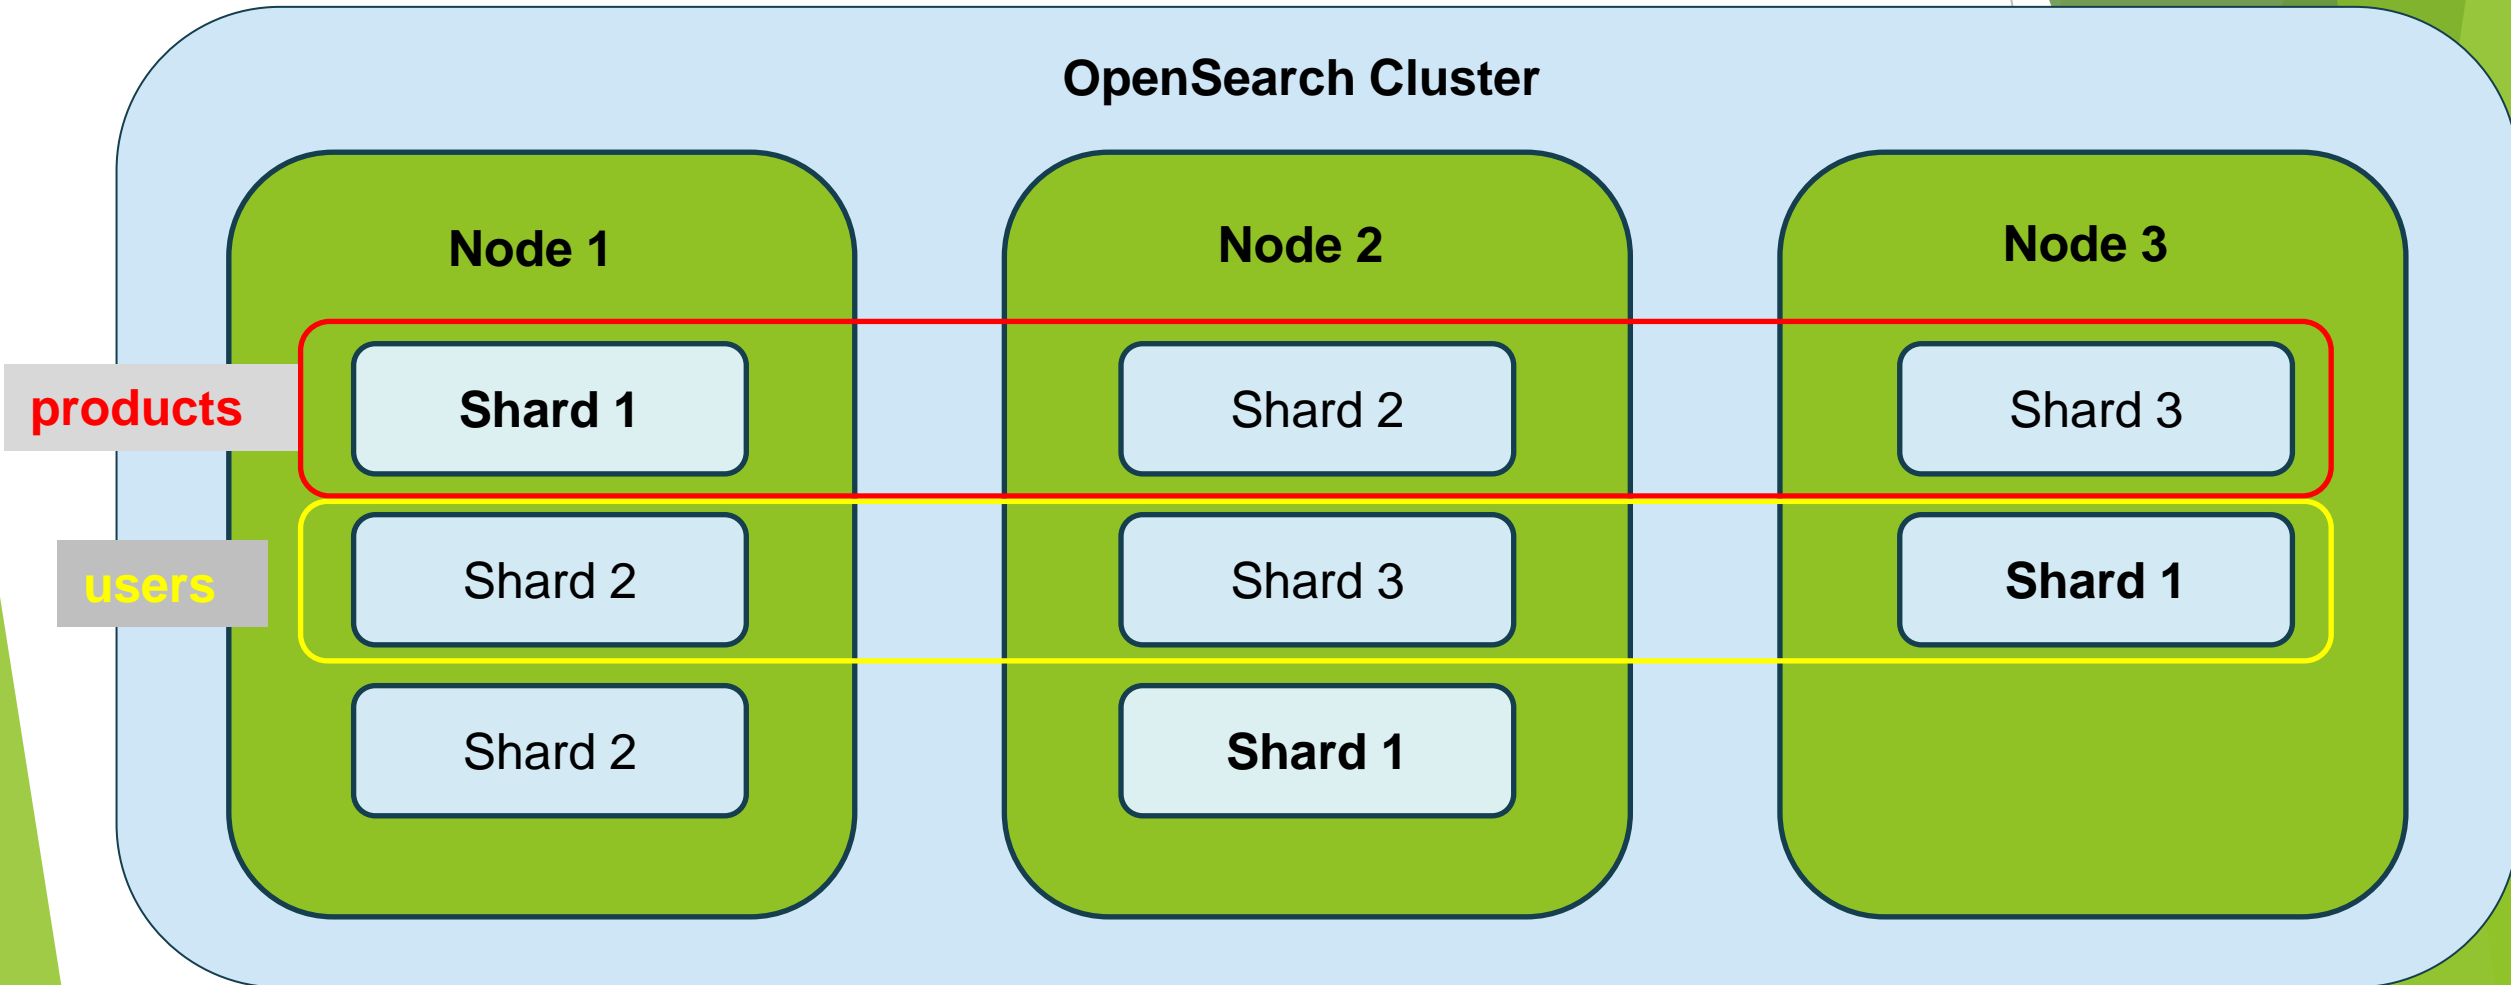 OpenSearch Cluster
Node 1
Node 2
Node 3
products
Shard 1
Shard 2
Shard 3
users
Shard 2
Shard 3
Shard 1
Shard 2
Shard 1